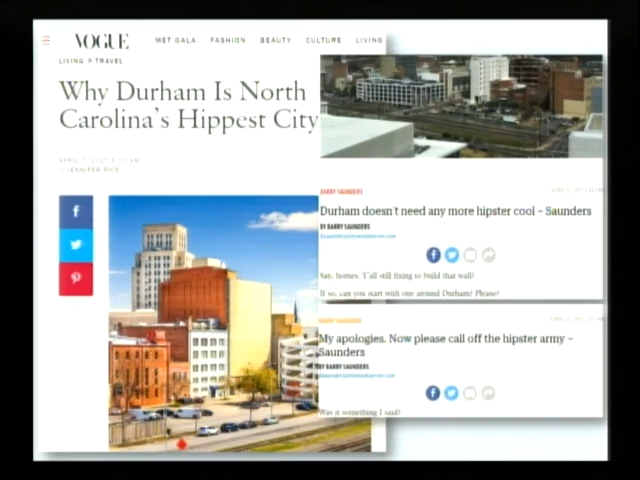 VOGUE
MET GALA FASHION BEAUTY CULTURE LIVING
LIVING > TRAVEL
Why Durham Is North
Carolina's Hippest City
BARRY SAUNDERS
Durham doesn't need any more hipster cool – Saunders
BY BARRY SAUNDERS
Say, homes. Y'all still fixing to build that wall?
If so, can you start with one around Durham? Please?
BARRY SAUNDERS
My apologies. Now please call off the hipster army –
Saunders
BY BARRY SAUNDERS
Was it something I said?